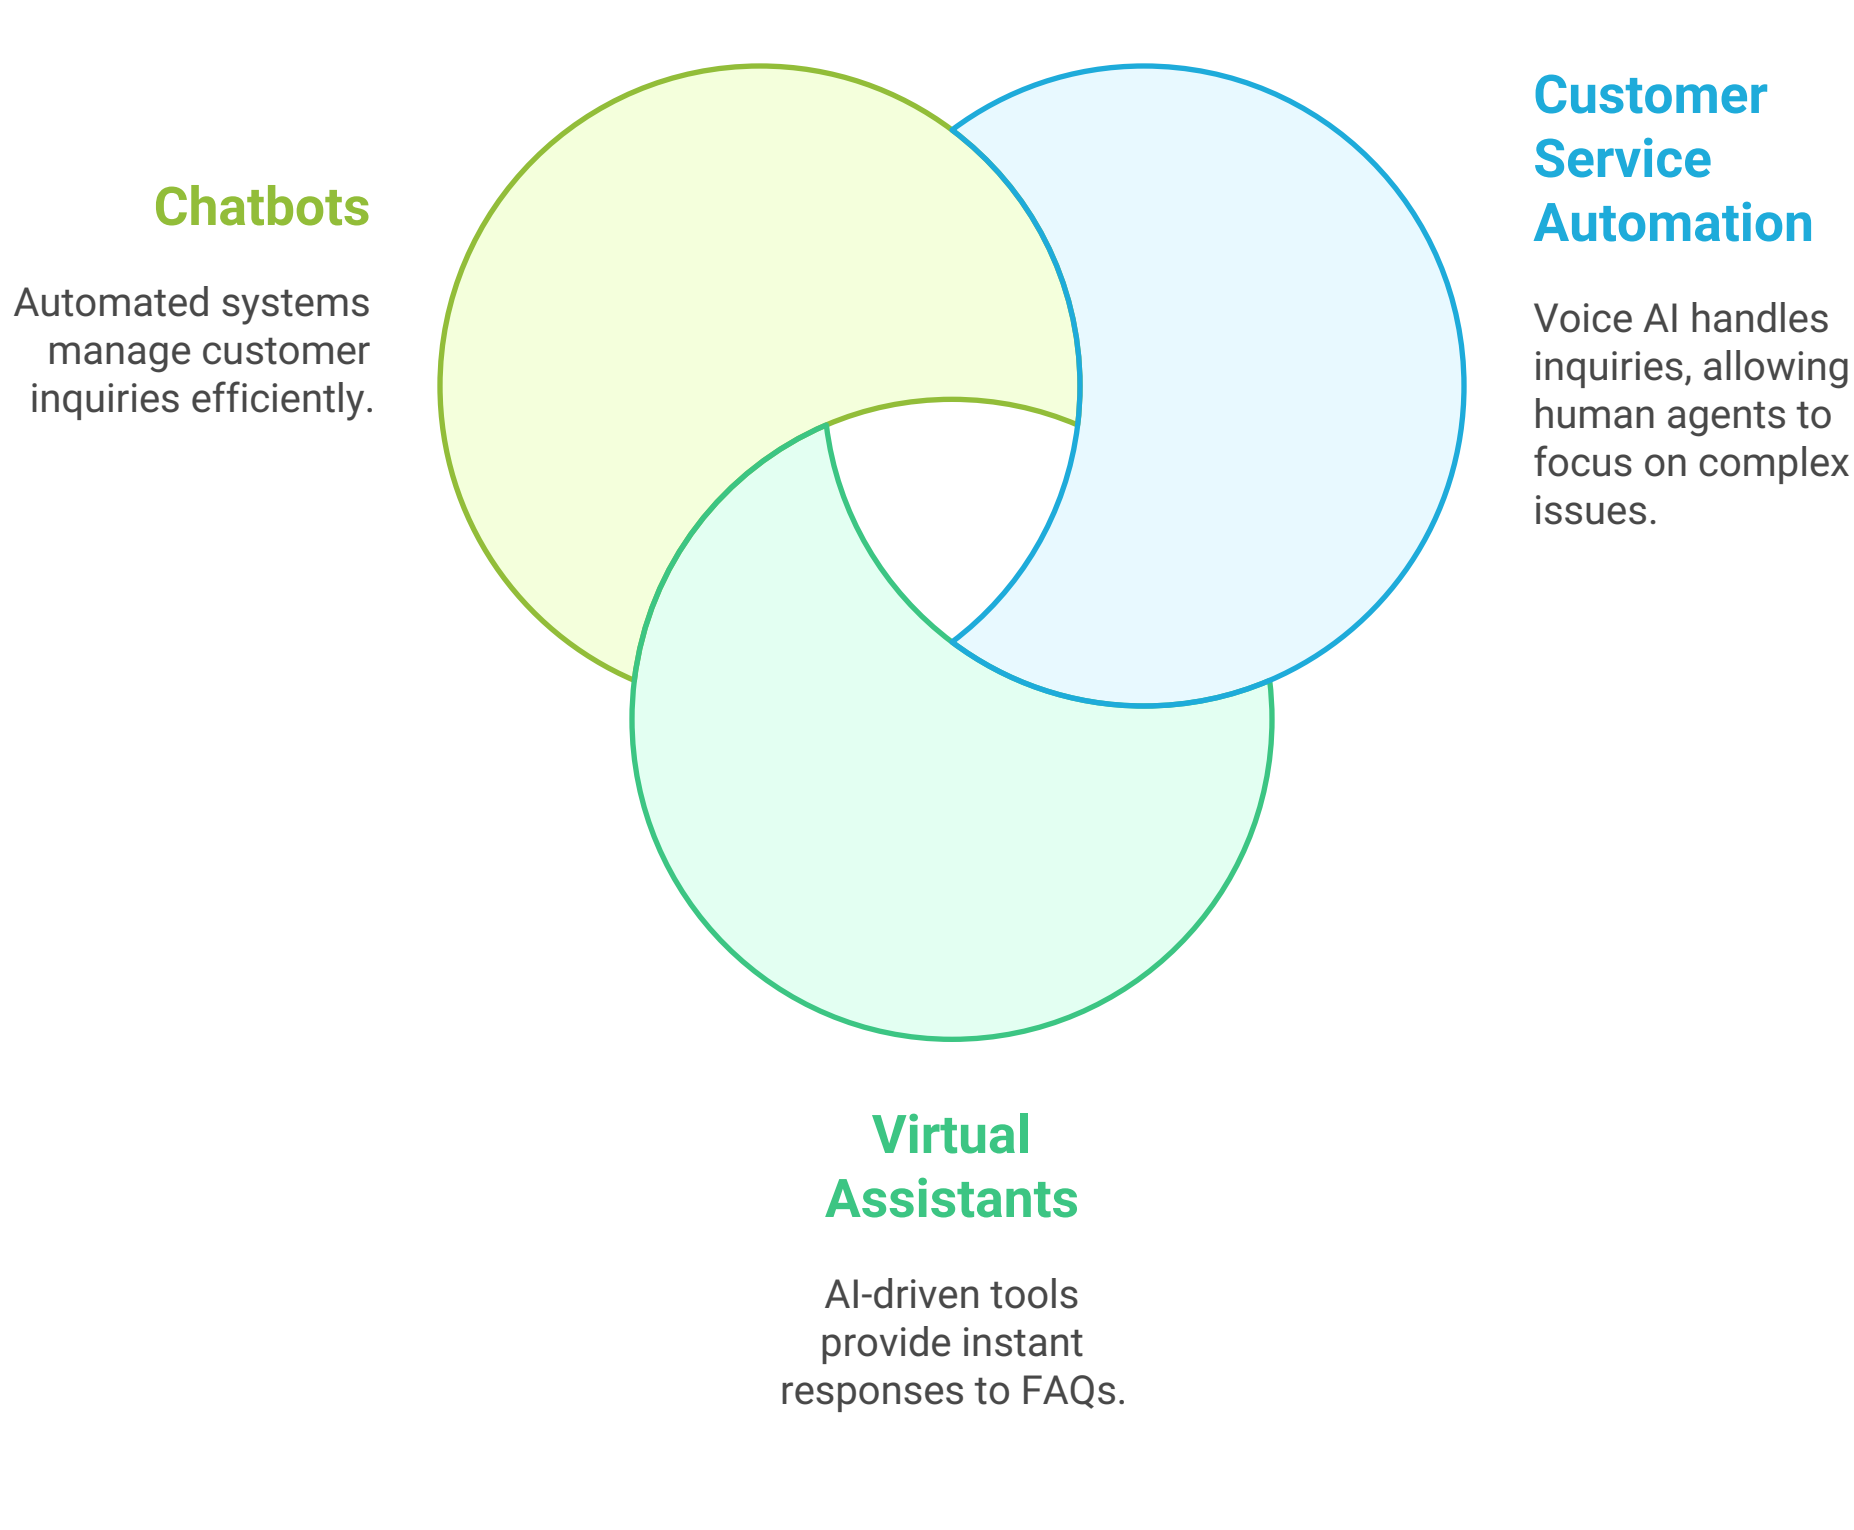 Chatbots
Automated systems
manage customer
inquiries efficiently.
Customer
Service
Automation
Voice AI handles
inquiries, allowing
human agents to
focus on complex
issues.
Virtual
Assistants
AI-driven tools
provide instant
responses to FAQs.